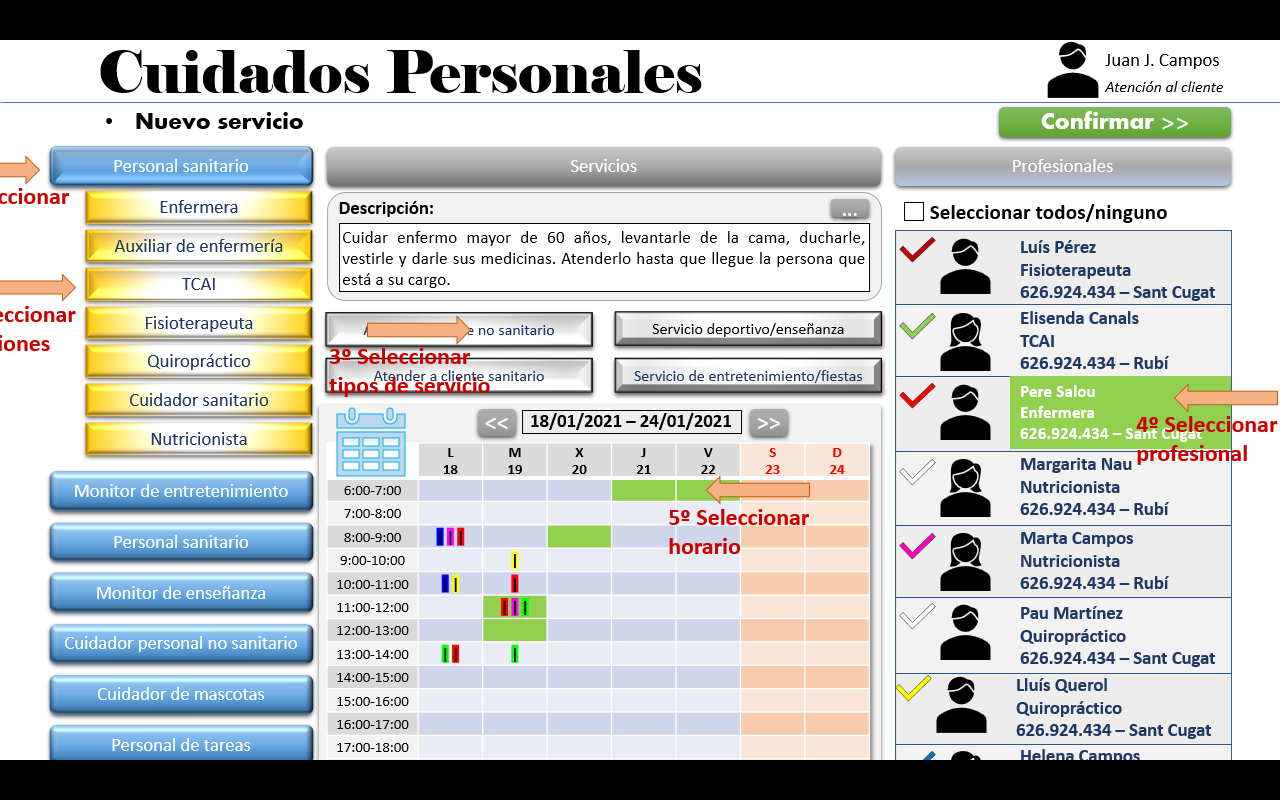 Cuidados Personales
Juan J. Campos
Atención al cliente
• Nuevo servicio
Confirmar >>
Personal sanitario
Servicios
Profesionales
Enfermera
Auxiliar de enfermería
TCAI
Fisioterapeuta
Quiropráctico
Cuidador sanitario
Nutricionista
Monitor de entretenimiento
Personal sanitario
Monitor de enseñanza
Cuidador personal no sanitario
Cuidador de mascotas
Personal de tareas
Descripción:
...
Cuidar enfermo mayor de 60 años, levantarle de la cama, ducharle,
vestirle y darle sus medicinas. Atenderlo hasta que llegue la persona que
está a su cargo.
no sanitario
Servicio deportivo/enseñanza
3º Seleccionar
tipos de servicio
Atender a cliente sanitario
Servicio de entretenimiento/fiestas
<< 18/01/2021 – 24/01/2021 >>
L M X J V S D
18 19 20 21 22 23 24
6:00-7:00
7:00-8:00
8:00-9:00
9:00-10:00
10:00-11:00
11:00-12:00
12:00-13:00
13:00-14:00
14:00-15:00
15:00-16:00
16:00-17:00
17:00-18:00
5º Seleccionar
horario
Seleccionar todos/ninguno
Luís Pérez
Fisioterapeuta
626.924.434 – Sant Cugat
Elisenda Canals
TCAI
626.924.434 – Rubí
Pere Salou
Enfermera
626.924.434 – Sant Cugat
4º Seleccionar
profesional
Margarita Nau
Nutricionista
626.924.434 – Rubí
Marta Campos
Nutricionista
626.924.434 – Rubí
Pau Martínez
Quiropráctico
626.924.434 – Sant Cugat
Lluís Querol
Quiropráctico
626.924.434 – Sant Cugat
Helena Campos